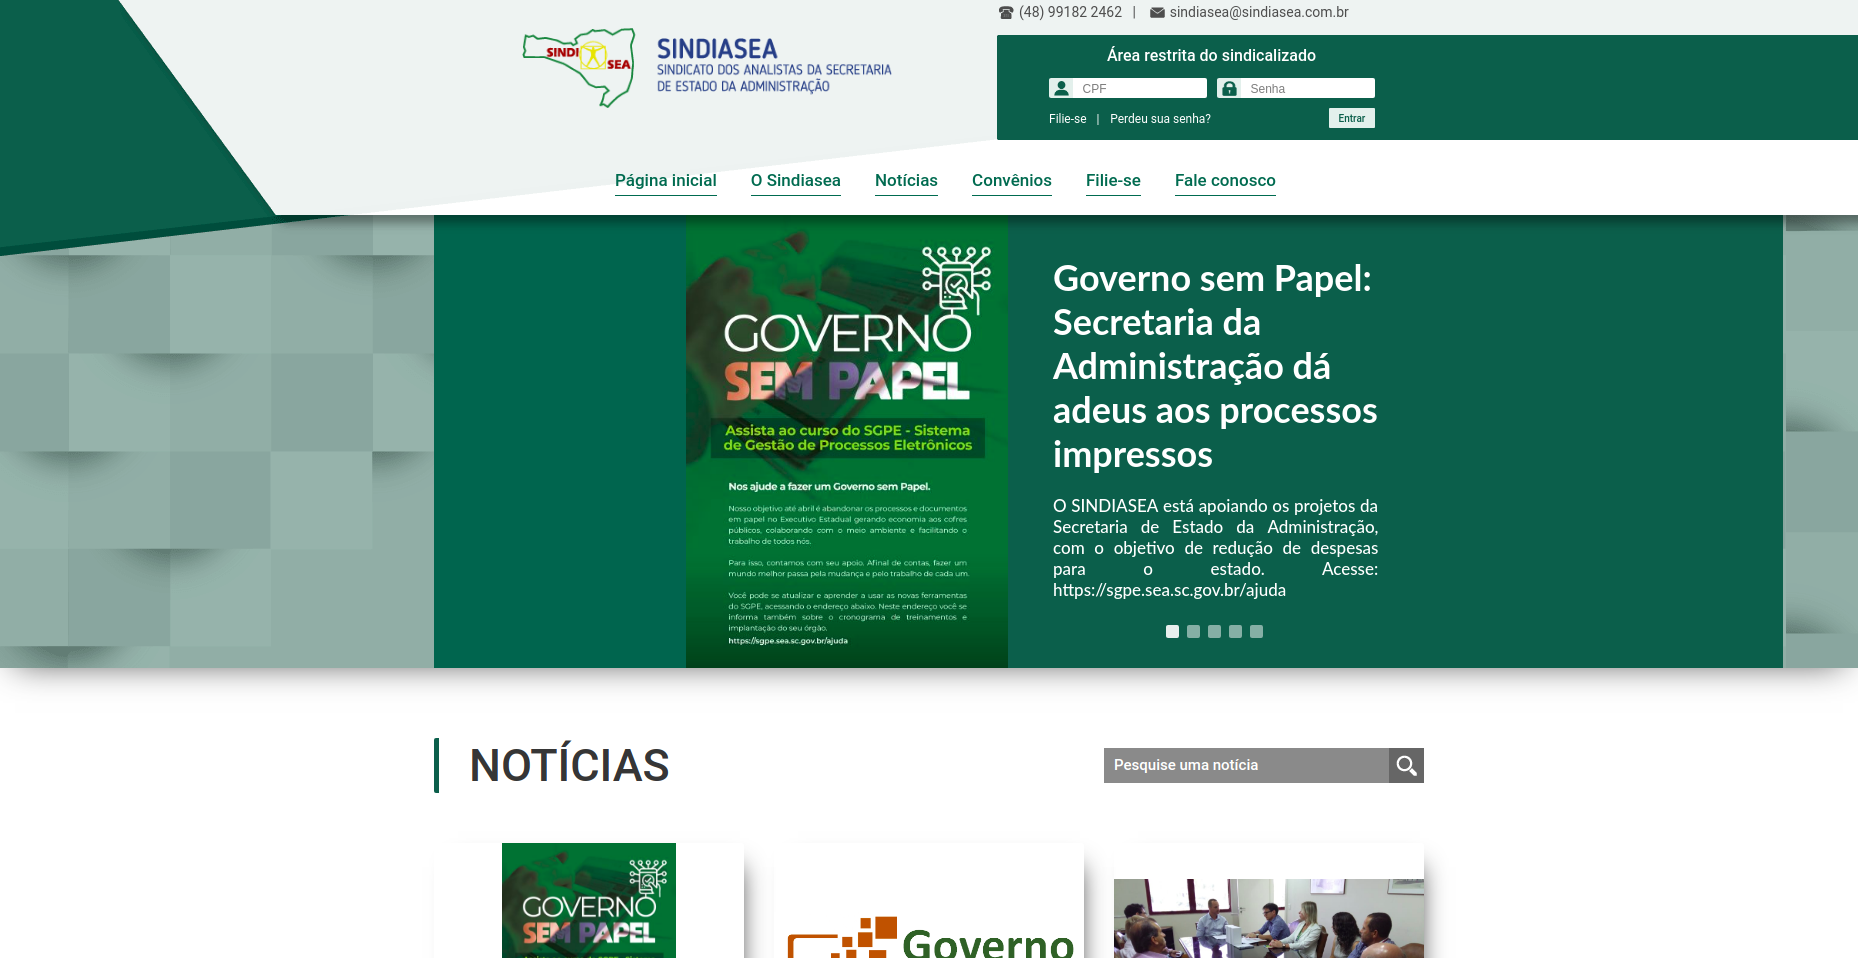 (48) 99182 2462 | sindiasea@sindiasea.com.br
SINDI
SEA
SINDIASEA
SINDICATO DOS ANALISTAS DA SECRETARIA
DE ESTADO DA ADMINISTRAÇÃO
Área restrita do sindicalizado
CPF
Senha
Filie-se | Perdeu sua senha?
Entrar
Página inicial
O Sindiasea
Notícias
Convênios
Filie-se
Fale conosco
GOVERNO
SEM PAPEL
Assista ao curso do SGPE - Sistema
de Gestão de Processos Eletrônicos
Nos ajude a fazer um Governo sem Papel.
Nosso objetivo até abril é abandonar os processos e documentos
em papel no Executivo Estadual gerando economia aos cofres
públicos, colaborando com o meio ambiente e facilitando o
trabalho de todos nós.
Para isso, contamos com seu apoio. Afinal de contas, fazer um
mundo melhor passa pela mudança e pelo trabalho de cada um.
Você pode se atualizar e aprender a usar as novas ferramentas
do SGPE, acessando o endereço abaixo. Neste endereço você se
informa também sobre o cronograma de treinamentos e
implantação do seu órgão.
https://sgpe.sea.sc.gov.br/ajuda
Governo sem Papel:
Secretaria da
Administração dá
adeus aos processos
impressos
O SINDIASEA está apoiando os projetos da
Secretaria de Estado da Administração,
com o objetivo de redução de despesas
para o estado. Acesse:
https://sgpe.sea.sc.gov.br/ajuda
NOTÍCIAS
Pesquise uma notícia
GOVERNO
SEM PAPEL
Governo